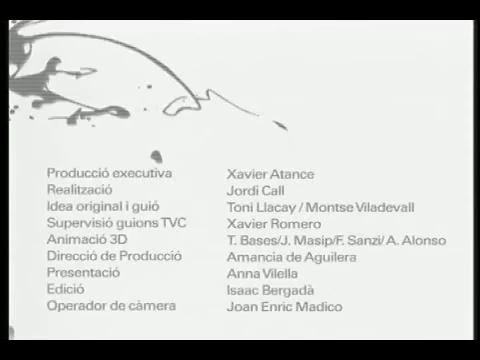 Producció executiva Xavier Atance
Realització Jordi Call
Idea original i guió Toni Llacay / Montse Viladevall
Supervisió guions TVC Xavier Romero
Animació 3D T. Bases/J. Masip/F. Sanzi/ A. Alonso
Direcció de Producció Amancia de Aguilera
Presentació Anna Vilella
Edició Isaac Bergadà
Operador de càmera Joan Enric Madico